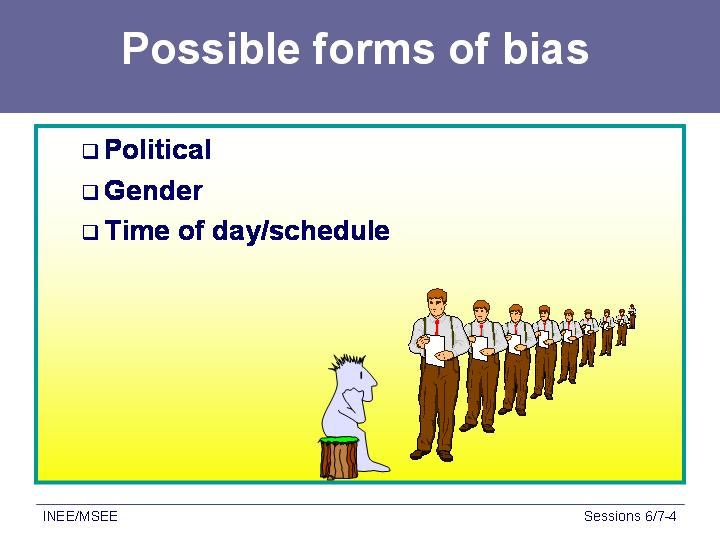 Possible forms of bias
Political
Gender
Time of day/schedule
INEE/MSEE
Sessions 6/7-4